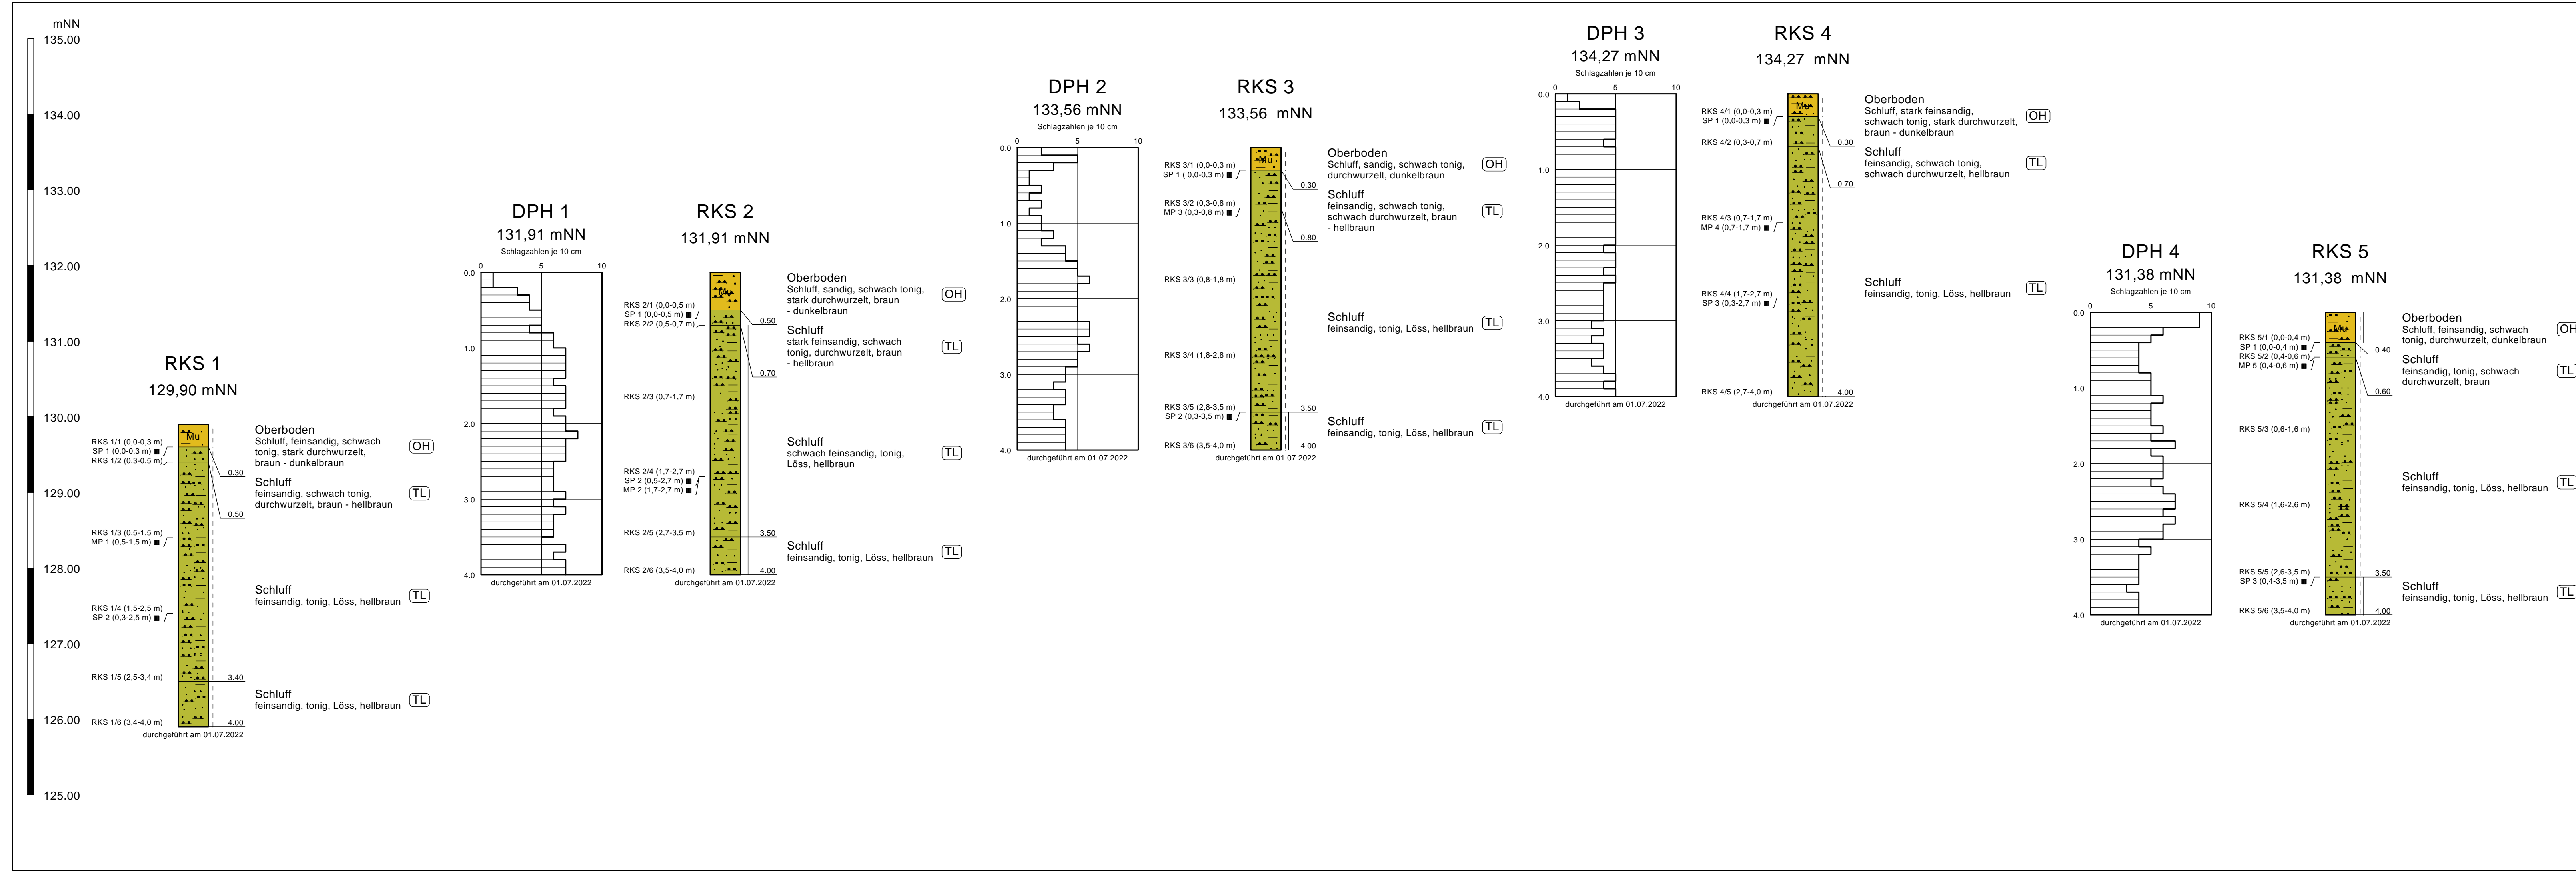 mNN
135.00
134.00
133.00
132.00
131.00
130.00
129.00
128.00
127.00
126.00
125.00
RKS 1
129,90 mNN
Mu
RKS 1/1 (0,0-0,3 m)
SP 1 (0,0-0,3 m)
RKS 1/2 (0,3-0,5 m)
RKS 1/3 (0,5-1,5 m)
MP 1 (0,5-1,5 m)
RKS 1/4 (1,5-2,5 m)
SP 2 (0,3-2,5 m)
RKS 1/5 (2,5-3,4 m)
RKS 1/6 (3,4-4,0 m)
0.30
0.50
3.40
4.00
Oberboden
Schluff, feinsandig, schwach
tonig, stark durchwurzelt,
braun - dunkelbraun
OH
Schluff
feinsandig, schwach tonig,
durchwurzelt, braun - hellbraun
TL
Schluff
feinsandig, tonig, Löss, hellbraun
TL
Schluff
feinsandig, tonig, Löss, hellbraun
TL
durchgeführt am 01.07.2022
DPH 1
131,91 mNN
Schlagzahlen je 10 cm
0 5 10
0.0
1.0
2.0
3.0
4.0
durchgeführt am 01.07.2022
RKS 2
131,91 mNN
Mu
RKS 2/1 (0,0-0,5 m)
SP 1 (0,0-0,5 m)
RKS 2/2 (0,5-0,7 m)
RKS 2/3 (0,7-1,7 m)
RKS 2/4 (1,7-2,7 m)
SP 2 (0,5-2,7 m)
MP 2 (1,7-2,7 m)
RKS 2/5 (2,7-3,5 m)
RKS 2/6 (3,5-4,0 m)
0.50
0.70
3.50
4.00
Oberboden
Schluff, sandig, schwach tonig,
stark durchwurzelt, braun
- dunkelbraun
OH
Schluff
stark feinsandig, schwach
tonig, durchwurzelt, braun
- hellbraun
TL
Schluff
schwach feinsandig, tonig,
Löss, hellbraun
TL
Schluff
feinsandig, tonig, Löss, hellbraun
TL
durchgeführt am 01.07.2022
DPH 2
133,56 mNN
Schlagzahlen je 10 cm
0 5 10
0.0
1.0
2.0
3.0
4.0
durchgeführt am 01.07.2022
RKS 3
133,56 mNN
Mu
RKS 3/1 (0,0-0,3 m)
SP 1 ( 0,0-0,3 m)
RKS 3/2 (0,3-0,8 m)
MP 3 (0,3-0,8 m)
RKS 3/3 (0,8-1,8 m)
RKS 3/4 (1,8-2,8 m)
RKS 3/5 (2,8-3,5 m)
SP 2 (0,3-3,5 m)
RKS 3/6 (3,5-4,0 m)
0.30
0.80
3.50
4.00
Oberboden
Schluff, sandig, schwach tonig,
durchwurzelt, dunkelbraun
OH
Schluff
feinsandig, schwach tonig,
schwach durchwurzelt, braun
- hellbraun
TL
Schluff
feinsandig, tonig, Löss, hellbraun
TL
Schluff
feinsandig, tonig, Löss, hellbraun
TL
durchgeführt am 01.07.2022
DPH 3
134,27 mNN
Schlagzahlen je 10 cm
0 5 10
0.0
1.0
2.0
3.0
4.0
durchgeführt am 01.07.2022
RKS 4
134,27 mNN
Mu
RKS 4/1 (0,0-0,3 m)
SP 1 (0,0-0,3 m)
RKS 4/2 (0,3-0,7 m)
RKS 4/3 (0,7-1,7 m)
MP 4 (0,7-1,7 m)
RKS 4/4 (1,7-2,7 m)
SP 3 (0,3-2,7 m)
RKS 4/5 (2,7-4,0 m)
0.30
0.70
4.00
Oberboden
Schluff, stark feinsandig,
schwach tonig, stark durchwurzelt,
braun - dunkelbraun
OH
Schluff
feinsandig, schwach tonig,
schwach durchwurzelt, hellbraun
TL
Schluff
feinsandig, tonig, Löss, hellbraun
TL
durchgeführt am 01.07.2022
DPH 4
131,38 mNN
Schlagzahlen je 10 cm
0 5 10
0.0
1.0
2.0
3.0
4.0
durchgeführt am 01.07.2022
RKS 5
131,38 mNN
Mu
RKS 5/1 (0,0-0,4 m)
SP 1 (0,0-0,4 m)
RKS 5/2 (0,4-0,6 m)
MP 5 (0,4-0,6 m)
RKS 5/3 (0,6-1,6 m)
RKS 5/4 (1,6-2,6 m)
RKS 5/5 (2,6-3,5 m)
SP 3 (0,4-3,5 m)
RKS 5/6 (3,5-4,0 m)
0.40
0.60
3.50
4.00
Oberboden
Schluff, feinsandig, schwach
tonig, durchwurzelt, dunkelbraun
OH
Schluff
feinsandig, tonig, schwach
durchwurzelt, braun
TL
Schluff
feinsandig, tonig, Löss, hellbraun
TL
Schluff
feinsandig, tonig, Löss, hellbraun
TL
durchgeführt am 01.07.2022